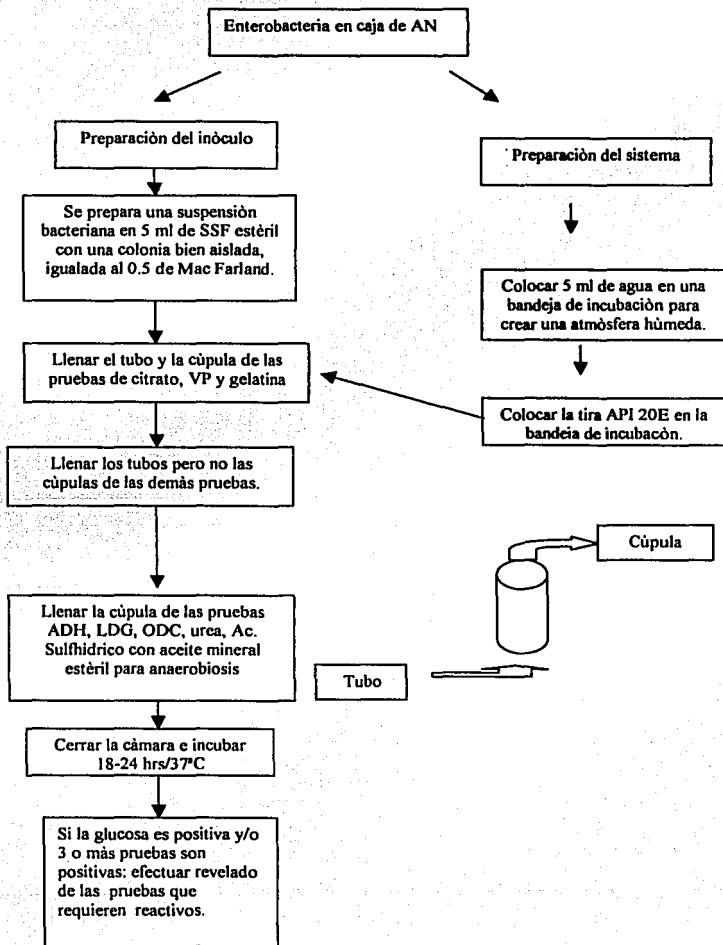 Enterobacteria en caja de AN
Preparaciòn del inòculo
Preparaciòn del sistema
Se prepara una suspensiòn
bacteriana en 5 ml de SSF estèril
con una colonia bien aislada,
igualada al 0.5 de Mac Farland.
Colocar 5 ml de agua en una
bandeja de incubaciòn para
crear una atmòsfera hùmeda.
Llenar el tubo y la cùpula de las
pruebas de citrato, VP y gelatina
Colocar la tira API 20E en la
bandeia de incubacòn.
Llenar los tubos pero no las
cùpulas de las demàs pruebas.
Cùpula
Llenar la cùpula de las pruebas
ADH, LDG, ODC, urea, Ac.
Sulfhidrico con aceite mineral
estèril para anaerobiosis
Tubo
Cerrar la càmara e incubar
18-24 hrs/37ºC
Si la glucosa es positiva y/o
3 o màs pruebas son
positivas: efectuar revelado
de las pruebas que
requieren reactivos.